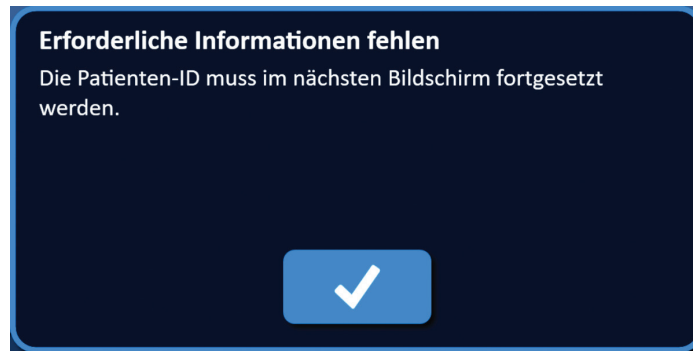 Erforderliche Informationen fehlen
Die Patienten-ID muss im nächsten Bildschirm fortgesetzt
werden.